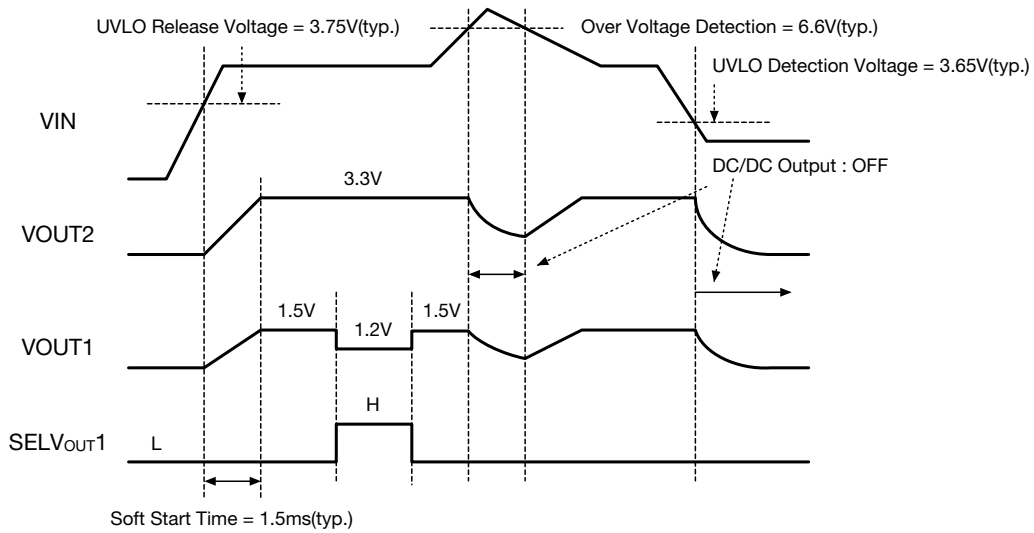 UVLO Release Voltage = 3.75V(typ.)
Over Voltage Detection = 6.6V(typ.)
UVLO Detection Voltage = 3.65V(typ.)
VIN
DC/DC Output : OFF
3.3V
VOUT2
1.5V
1.2V
1.5V
VOUT1
H
SELVOUT1
L
Soft Start Time = 1.5ms(typ.)